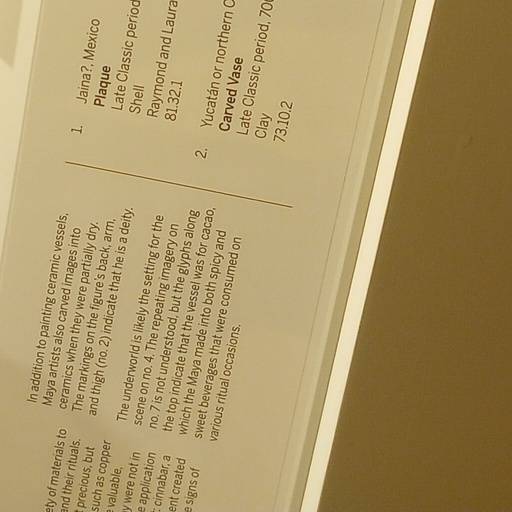 ety of materials to
and their rituals.
t precious, but
such as copper
e valuable,
ey were not in
e application
t: cinnabar, a
ent created
e signs of
In addition to painting ceramic vessels,
Maya artists also carved images into
ceramics when they were partially dry.
The markings on the figure's back, arm,
and thigh (no. 2) indicate that he is a deity.
The underworld is likely the setting for the
scene on no. 4. The repeating imagery on
no. 7 is not understood, but the glyphs along
the top indicate that the vessel was for cacao,
which the Maya made into both spicy and
sweet beverages that were consumed on
various ritual occasions.
1. Jaina?, Mexico
Plaque
Late Classic period
Shell
Raymond and Laura
81.32.1
2. Yucatán or northern C
Carved Vase
Late Classic period, 700
Clay
73.10.2